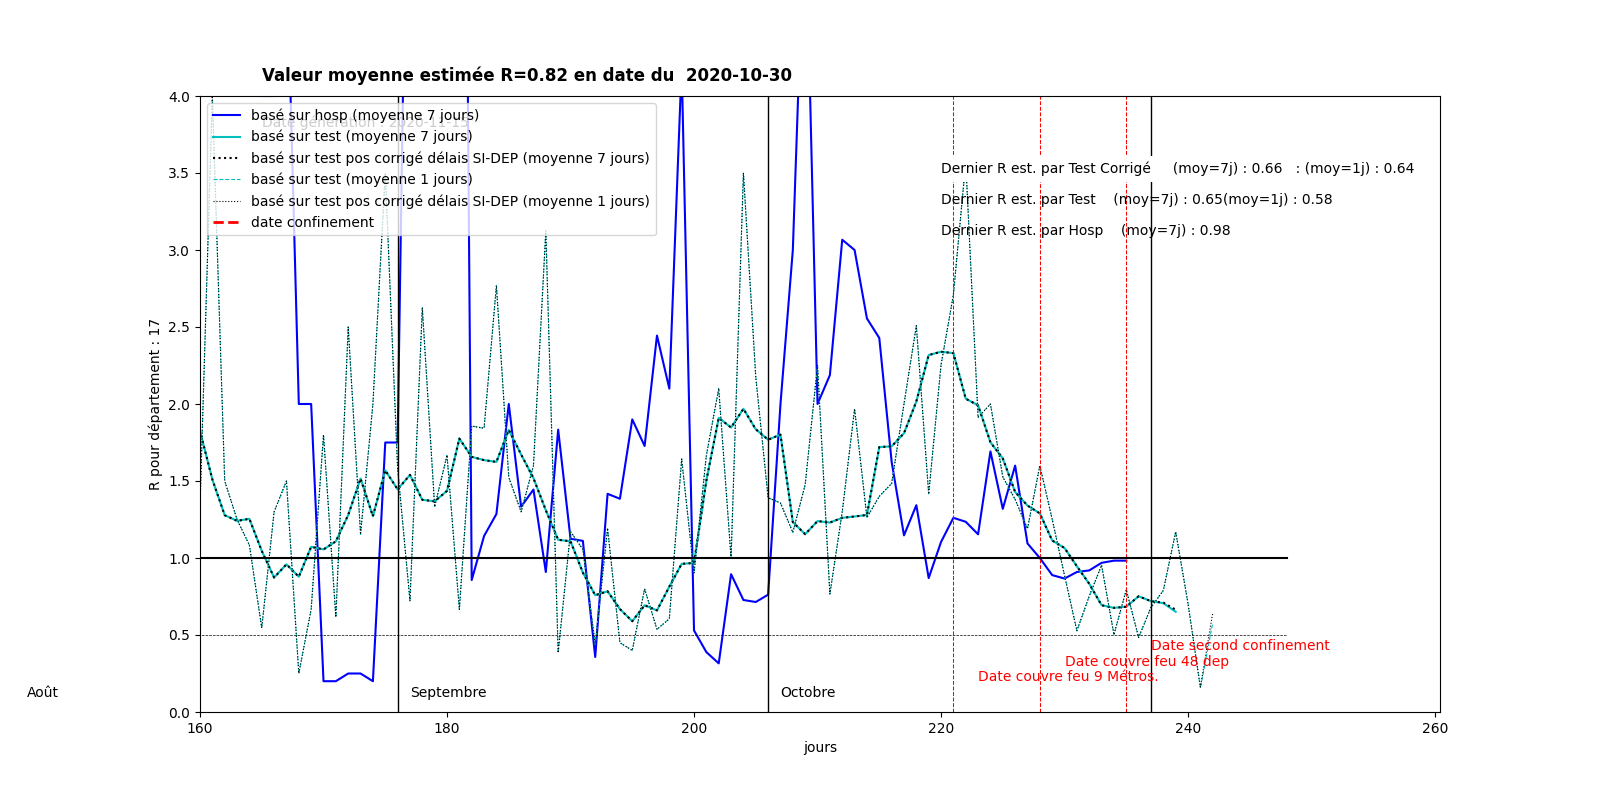 Valeur moyenne estimée R=0.82 en date du  2020-10-30
4.0
3.5
3.0
2.5
2.0
1.5
1.0
0.5
0.0
R pour département : 17
basé sur hosp (moyenne 7 jours)
basé sur test (moyenne 7 jours)
basé sur test pos corrigé délais SI-DEP (moyenne 7 jours)
basé sur test (moyenne 1 jours)
basé sur test pos corrigé délais SI-DEP (moyenne 1 jours)
date confinement
Dernier R est. par Test Corrigé     (moy=7j) : 0.66   : (moy=1j) : 0.64
Dernier R est. par Test    (moy=7j) : 0.65(moy=1j) : 0.58
Dernier R est. par Hosp    (moy=7j) : 0.98
Date second confinement
Date couvre feu 48 dep
Date couvre feu 9 Métros.
Août
Septembre
Octobre
160
180
200
220
240
260
jours